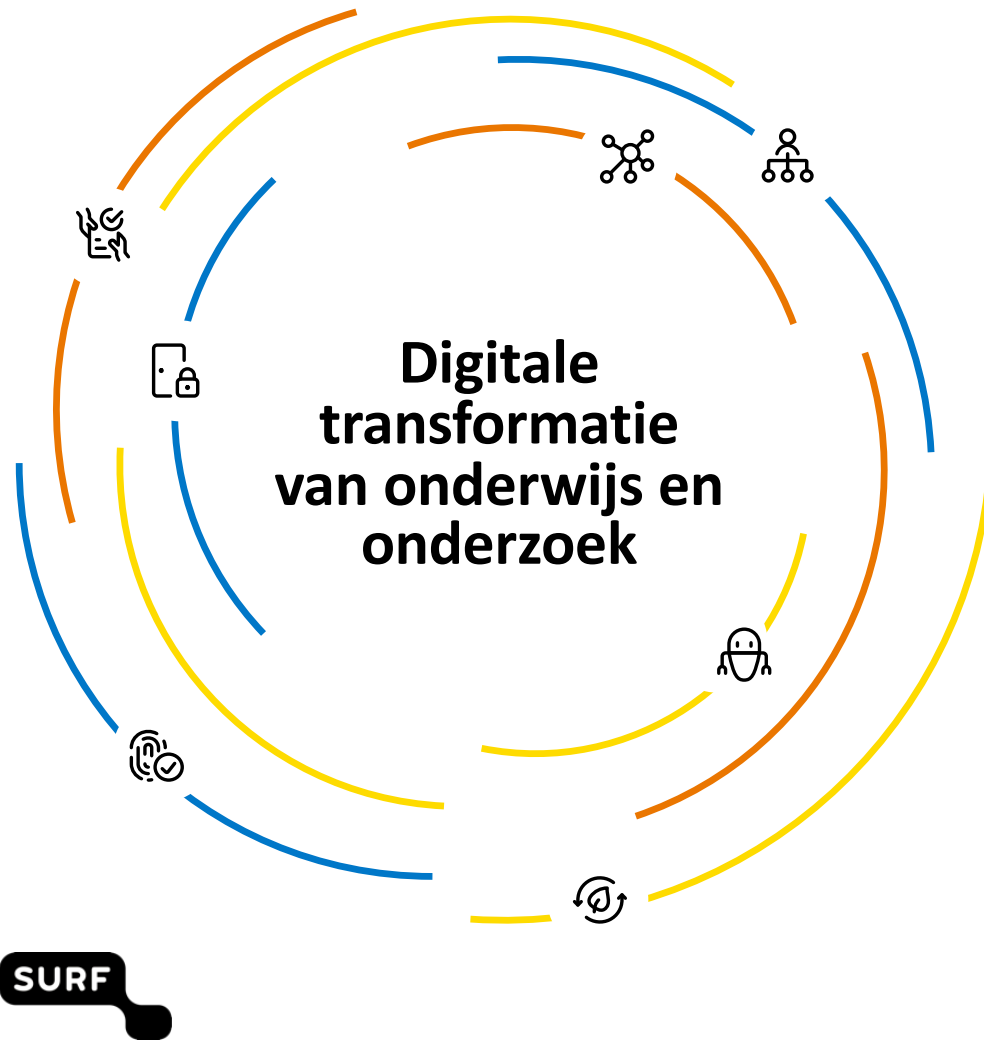 Digitale
transformatie
van onderwijs en
onderzoek
SURF